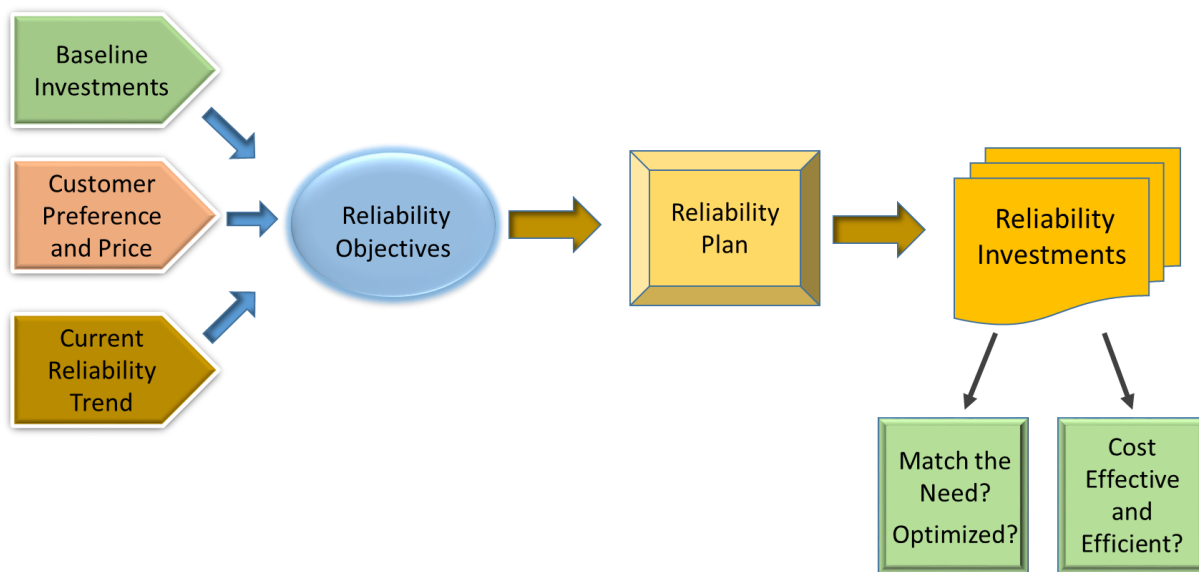 Baseline
Investments
Customer
Preference
and Price
Current
Reliability
Trend
Reliability
Objectives
Reliability
Plan
Reliability
Investments
Match the
Need?
Optimized?
Cost
Effective
and
Efficient?